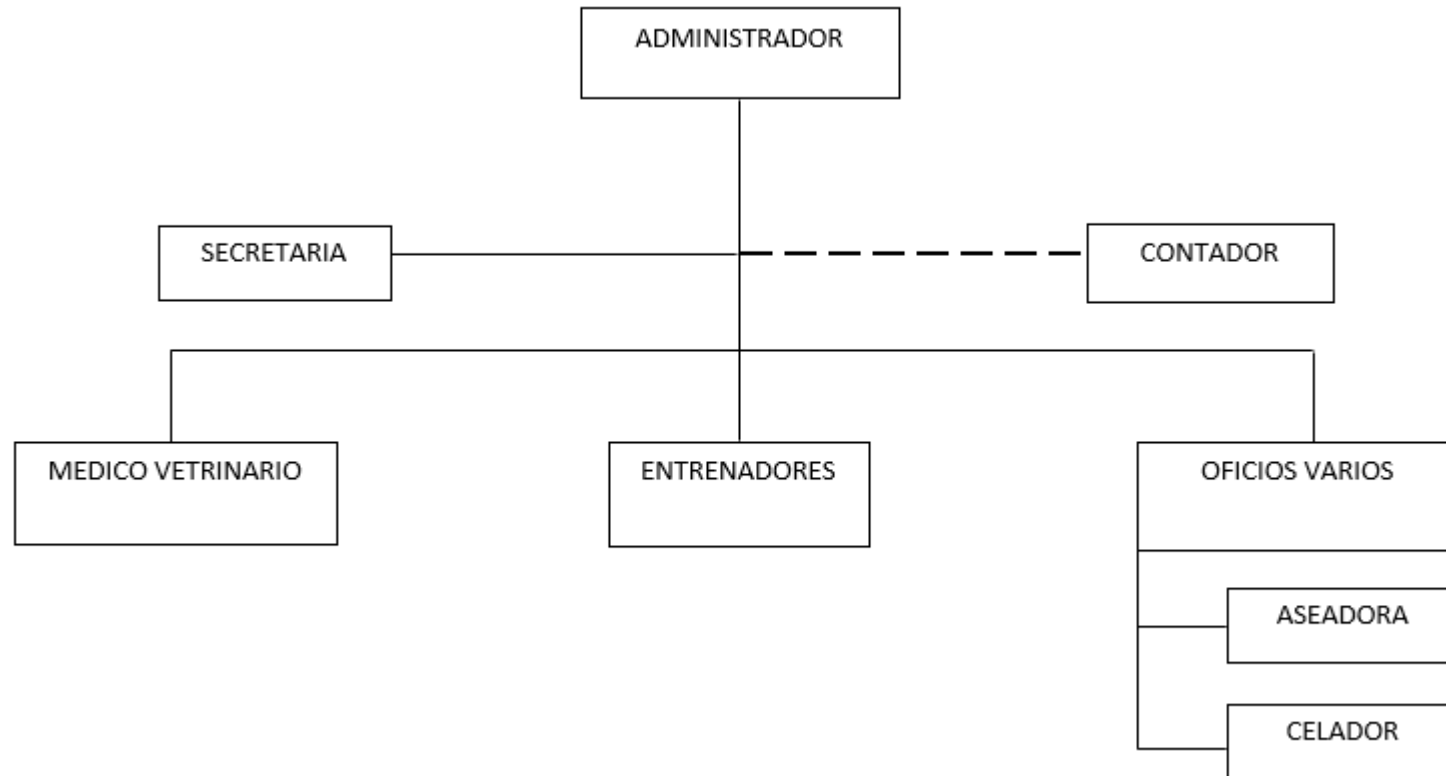 ADMINISTRADOR
SECRETARIA
CONTADOR
MEDICO VETRINARIO
ENTRENADORES
OFICIOS VARIOS
ASEADORA
CELADOR